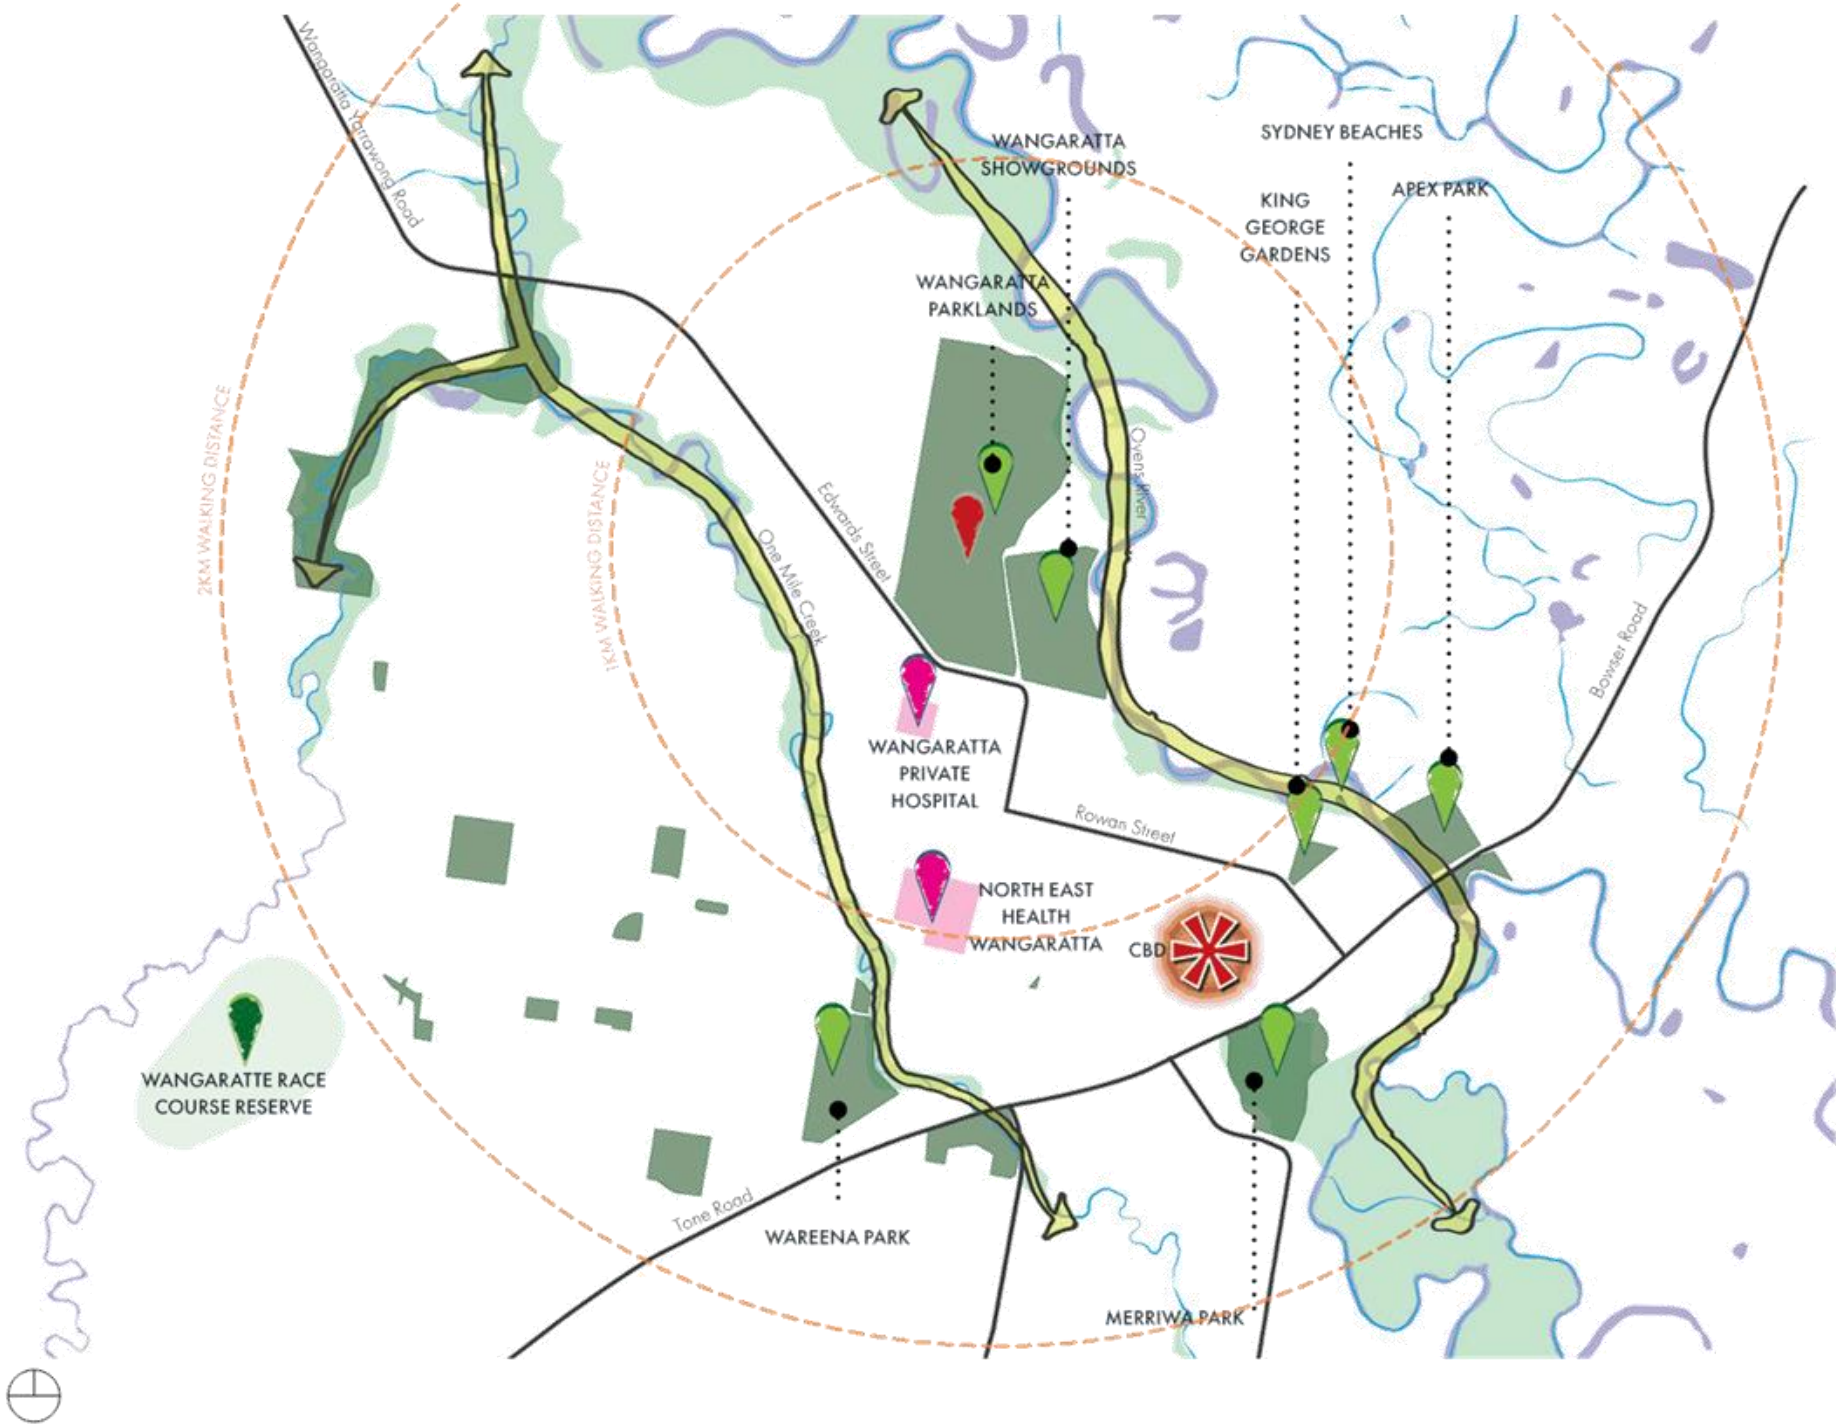 Wangaratta Yarrawong Road
WANGARATTA
SHOWGROUNDS
SYDNEY BEACHES
APEX PARK
KING
GEORGE
GARDENS
WANGARATTA
PARKLANDS
2KM WALKING DISTANCE
1KM WALKING DISTANCE
Edwards Street
Ovens River
One Mile Creek
Bowser Road
WANGARATTA
PRIVATE
HOSPITAL
Rowan Street
NORTH EAST
HEALTH
WANGARATTA
CBD
WANGARATTE RACE
COURSE RESERVE
Tone Road
WAREENA PARK
MERRIWA PARK